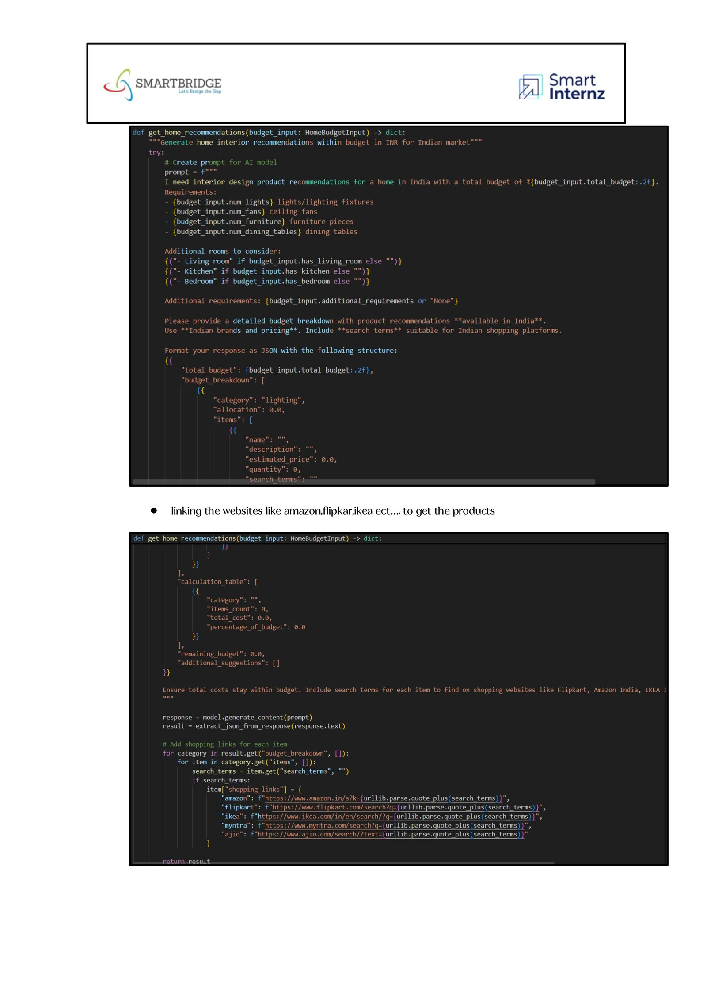 SMARTBRIDGE
Let's Bridge the Gap
Smart
Internz
def get_home_recommendations(budget_input: HomeBudgetInput) -> dict:
    """Generate home interior recommendations within budget in INR for Indian market"""
    try:
        # Create prompt for AI model
        prompt = f"""
        I need interior design product recommendations for a home in India with a total budget of ₹{budget_input.total_budget:.2f}.
        Requirements:
        - {budget_input.num_lights} lights/lighting fixtures
        - {budget_input.num_fans} ceiling fans
        - {budget_input.num_furniture} furniture pieces
        - {budget_input.num_dining_tables} dining tables

        Additional rooms to consider:
        {("- Living room" if budget_input.has_living_room else "")}
        {("- Kitchen" if budget_input.has_kitchen else "")}
        {("- Bedroom" if budget_input.has_bedroom else "")}

        Additional requirements: {budget_input.additional_requirements or "None"}

        Please provide a detailed budget breakdown with product recommendations **available in India**.
        Use **Indian brands and pricing**. Include **search terms** suitable for Indian shopping platforms.

        Format your response as JSON with the following structure:
        {{
            "total_budget": {budget_input.total_budget:.2f},
            "budget_breakdown": [
                {{
                    "category": "lighting",
                    "allocation": 0.0,
                    "items": [
                        {{
                            "name": "",
                            "description": "",
                            "estimated_price": 0.0,
                            "quantity": 0,
                            "search_terms": ""
● linking the websites like amazon,flipkar,ikea ect.... to get the products
def get_home_recommendations(budget_input: HomeBudgetInput) -> dict:
                        }}
                    ]
                }}
            ],
            "calculation_table": [
                {{
                    "category": "",
                    "items_count": 0,
                    "total_cost": 0.0,
                    "percentage_of_budget": 0.0
                }}
            ],
            "remaining_budget": 0.0,
            "additional_suggestions": []
        }}

        Ensure total costs stay within budget. Include search terms for each item to find on shopping websites like Flipkart, Amazon India, IKEA I
        """

        response = model.generate_content(prompt)
        result = extract_json_from_response(response.text)

        # Add shopping links for each item
        for category in result.get("budget_breakdown", []):
            for item in category.get("items", []):
                search_terms = item.get("search_terms", "")
                if search_terms:
                    item["shopping_links"] = {
                        "amazon": f"https://www.amazon.in/s?k={urllib.parse.quote_plus(search_terms)}",
                        "flipkart": f"https://www.flipkart.com/search?q={urllib.parse.quote_plus(search_terms)}",
                        "ikea": f"https://www.ikea.com/in/en/search/?q={urllib.parse.quote_plus(search_terms)}",
                        "myntra": f"https://www.myntra.com/search?q={urllib.parse.quote_plus(search_terms)}",
                        "ajio": f"https://www.ajio.com/search/?text={urllib.parse.quote_plus(search_terms)}"
                    }

        return result